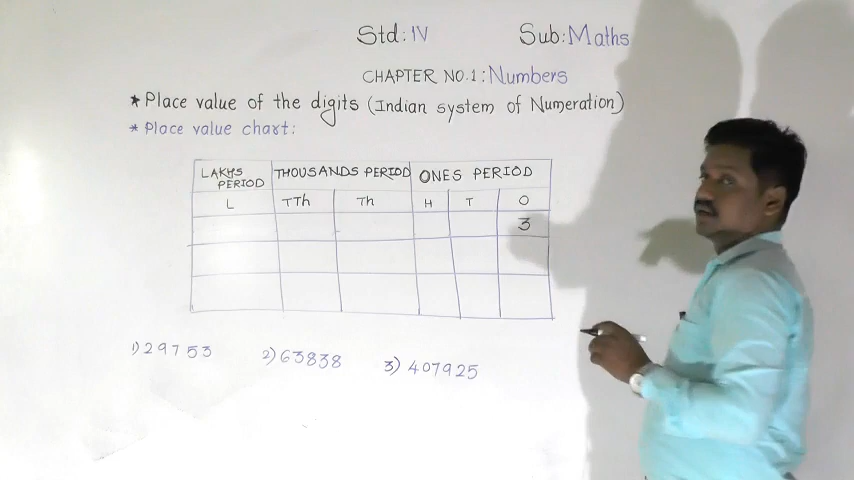 Std: IV Sub: Maths
CHAPTER NO.1: Numbers
* Place value of the digits (Indian system of Numeration)
* Place value chart:
LAKHS PERIOD THOUSANDS PERIOD ONES PERIOD
L TTh Th H T O
3
1) 29753 2) 63838 3) 407925